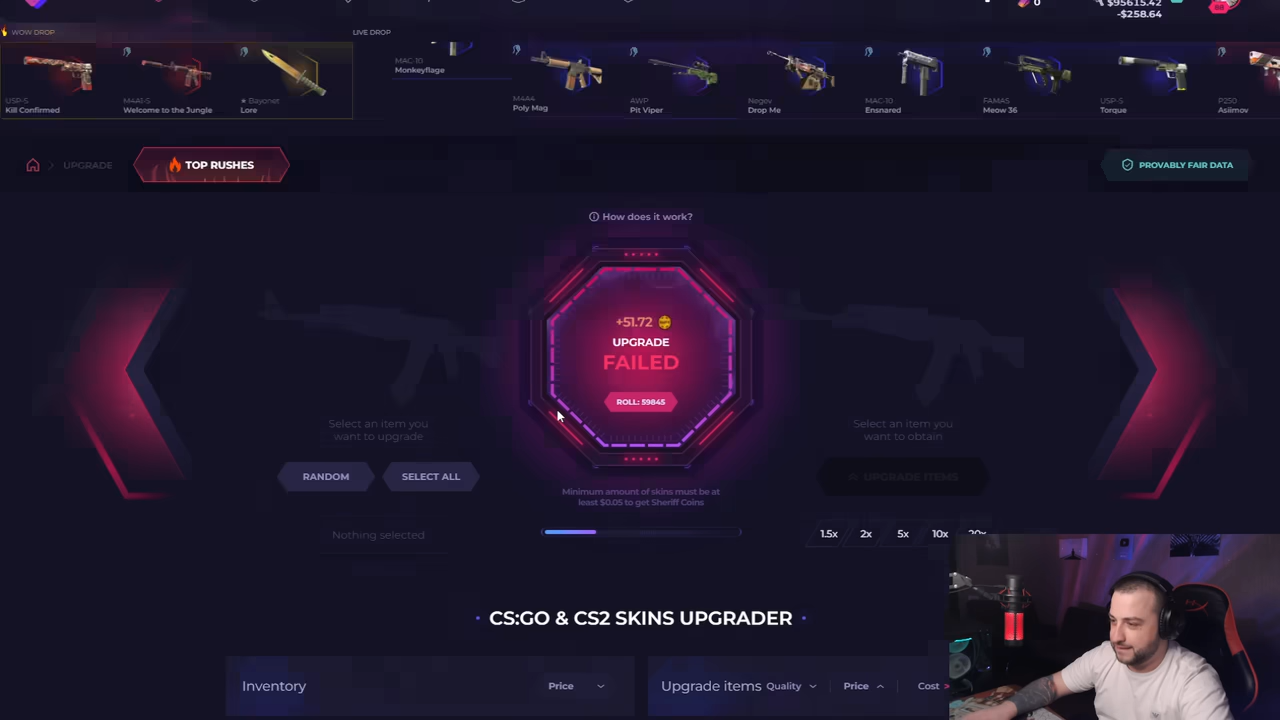 $95615.42
0
-$258.64
WOW DROP
LIVE DROP
USP-S
Kill Confirmed
M4A1-S
Welcome to the Jungle
★ Bayonet
Lore
MAC-10
Monkeyflage
M4A4
Poly Mag
AWP
Pit Viper
Negev
Drop Me
MAC-10
Ensnared
FAMAS
Meow 36
USP-S
Torque
P250
Asiimov
UPGRADE
TOP RUSHES
PROVABLY FAIR DATA
How does it work?
+51.72
UPGRADE
FAILED
ROLL: 59845
Select an item you
want to upgrade
Select an item you
want to obtain
RANDOM
SELECT ALL
UPGRADE ITEMS
Minimum amount of skins must be at
least $0.05 to get Sheriff Coins
Nothing selected
1.5x
2x
5x
10x
20x
CS:GO & CS2 SKINS UPGRADER
Inventory
Price
Upgrade items
Quality
Price
Cost >